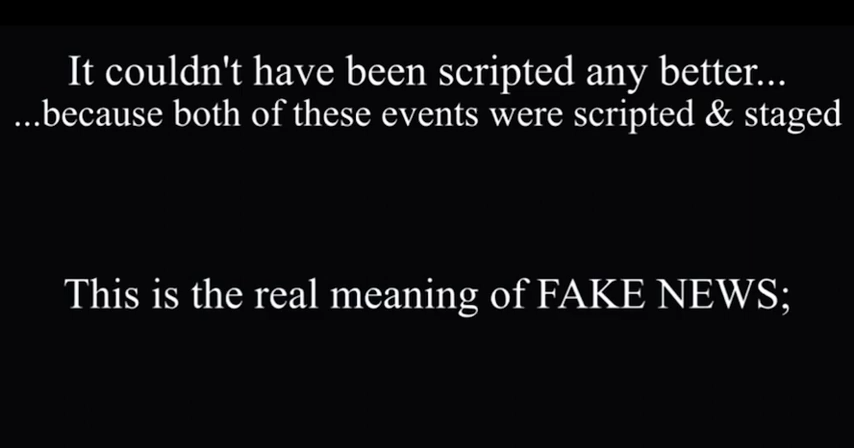 It couldn't have been scripted any better...
...because both of these events were scripted & staged
This is the real meaning of FAKE NEWS;